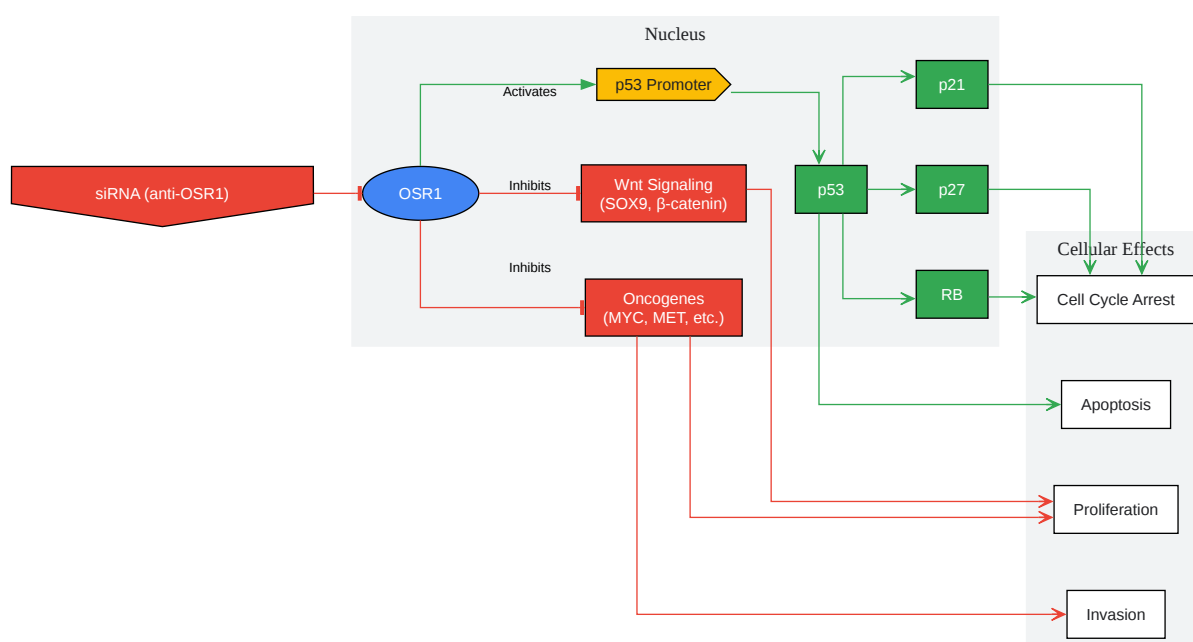 Nucleus
p53 Promoter
Activates
p21
siRNA (anti-OSR1)
OSR1
Inhibits
Wnt Signaling
(SOX9, β-catenin)
p53
p27
Cellular Effects
Inhibits
Oncogenes
(MYC, MET, etc.)
RB
Cell Cycle Arrest
Apoptosis
Proliferation
Invasion